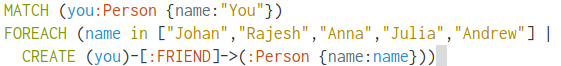 MATCH (you:Person {name:"You"})
FOREACH (name in ["Johan","Rajesh","Anna","Julia","Andrew"] |
  CREATE (you)-[:FRIEND]->(:Person {name:name}))